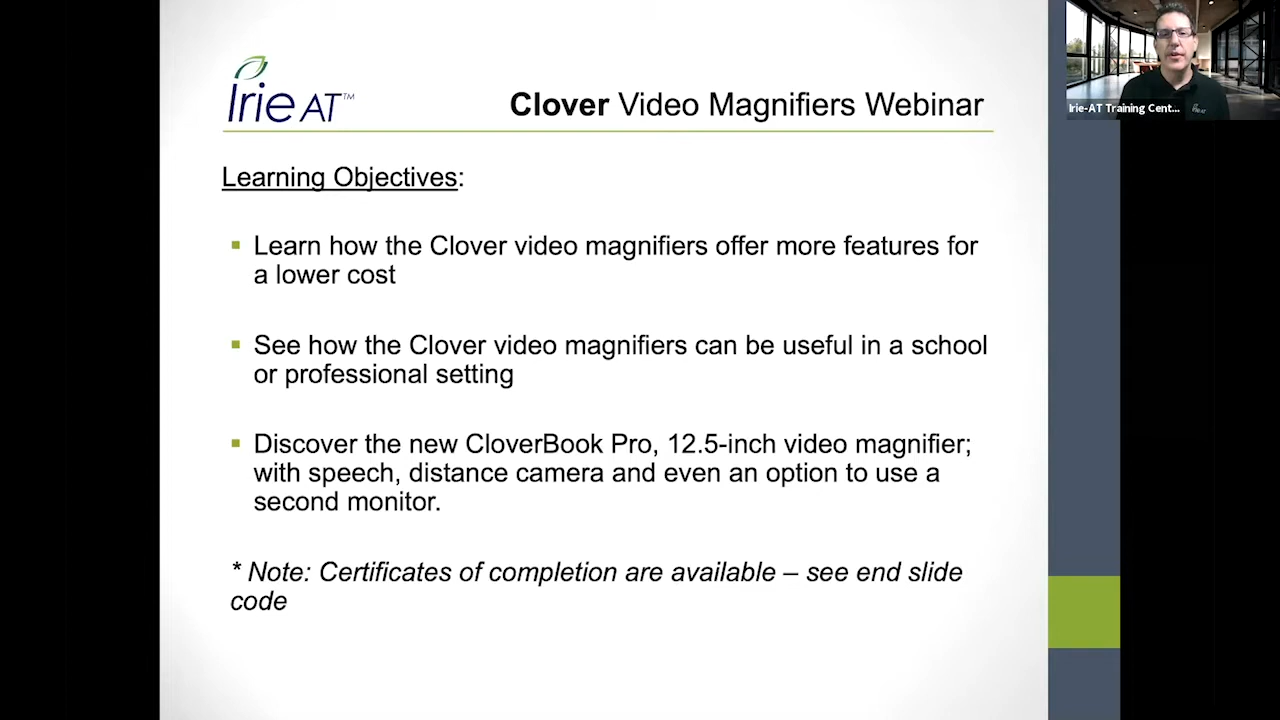 Irie AT™
Clover Video Magnifiers Webinar
Irie-AT Training Cent...
Learning Objectives:
▪ Learn how the Clover video magnifiers offer more features for
a lower cost
▪ See how the Clover video magnifiers can be useful in a school
or professional setting
▪ Discover the new CloverBook Pro, 12.5-inch video magnifier;
with speech, distance camera and even an option to use a
second monitor.
* Note: Certificates of completion are available – see end slide
code